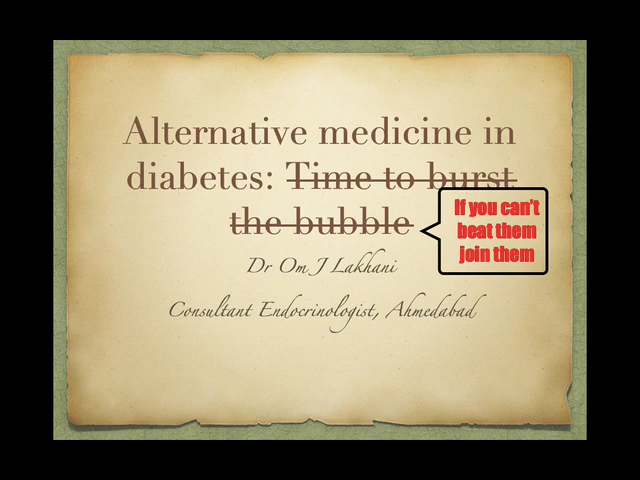 Alternative medicine in
diabetes: Time to burst
the bubble
If you can't
beat them
join them
Dr Om J Lakhani
Consultant Endocrinologist, Ahmedabad